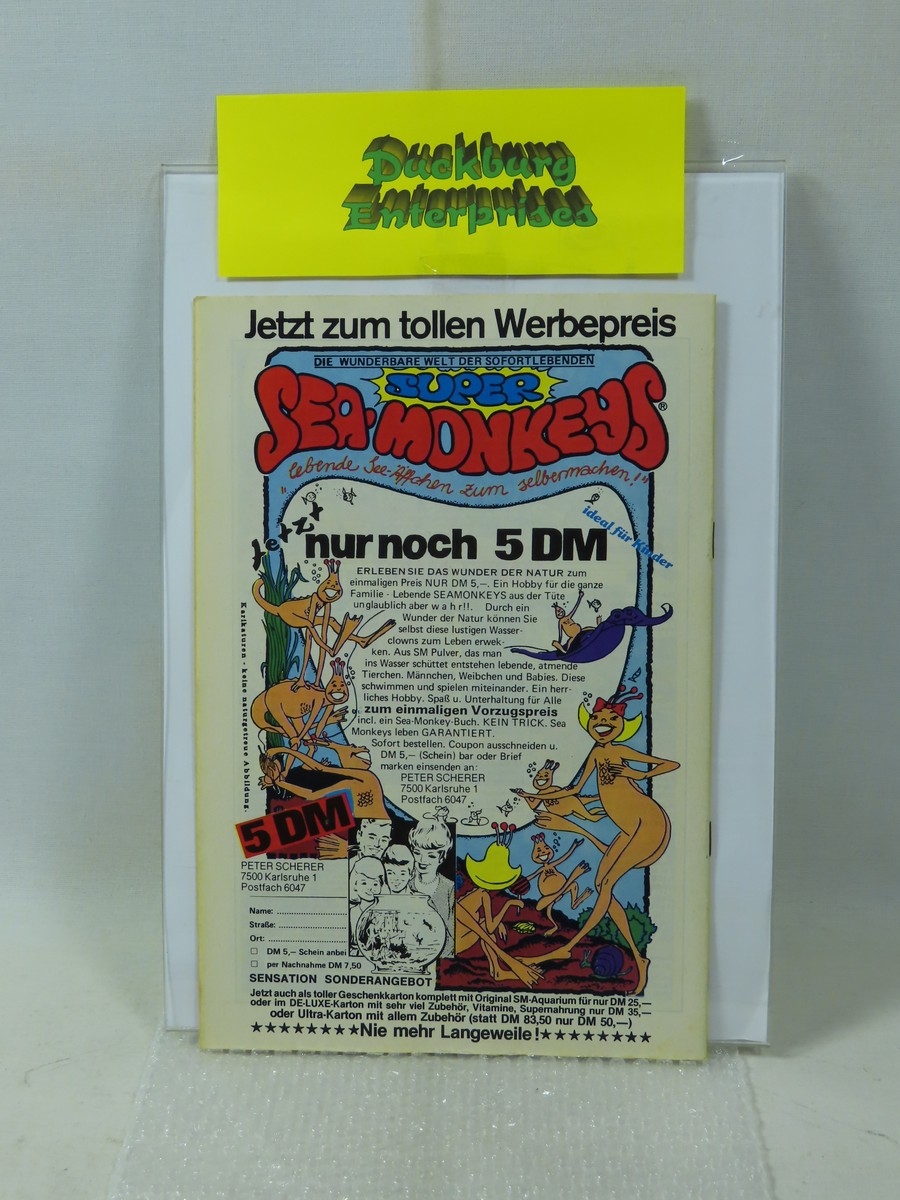 Duckburg
Enterprises
Jetzt zum tollen Werbepreis
DIE WUNDERBARE WELT DER SOFORTLEBENDEN
SUPER
SEA-MONKEYS®
"lebende See-Äffchen zum selbermachen!"
jetzt
ideal für Kinder
nur noch 5 DM
ERLEBEN SIE DAS WUNDER DER NATUR zum
einmaligen Preis NUR DM 5,—. Ein Hobby für die ganze
Familie - Lebende SEAMONKEYS aus der Tüte
unglaublich aber w a h r!!. Durch ein
Wunder der Natur können Sie
selbst diese lustigen Wasser-
clowns zum Leben erwek-
ken. Aus SM Pulver, das man
ins Wasser schüttet entstehen lebende, atmende
Tierchen. Männchen, Weibchen und Babies. Diese
schwimmen und spielen miteinander. Ein herr-
liches Hobby. Spaß u. Unterhaltung für Alle
zum einmaligen Vorzugspreis
incl. ein Sea-Monkey-Buch. KEIN TRICK. Sea
Monkeys leben GARANTIERT.
Sofort bestellen. Coupon ausschneiden u.
DM 5,— (Schein) bar oder Brief
marken einsenden an:
PETER SCHERER
7500 Karlsruhe 1
Postfach 6047
Karikaturen - keine naturgetreue Abbildung.
5 DM
PETER SCHERER
7500 Karlsruhe 1
Postfach 6047
Name:
Straße:
Ort:
DM 5,— Schein anbei
per Nachnahme DM 7,50
SENSATION SONDERANGEBOT
Jetzt auch als toller Geschenkkarton komplett mit Original SM-Aquarium für nur DM 25,—
oder im DE-LUXE-Karton mit sehr viel Zubehör, Vitamine, Supernahrung nur DM 35,—
oder Ultra-Karton mit allem Zubehör (statt DM 83,50 nur DM 50,—)
★★★★★★★★Nie mehr Langeweile!★★★★★★★★